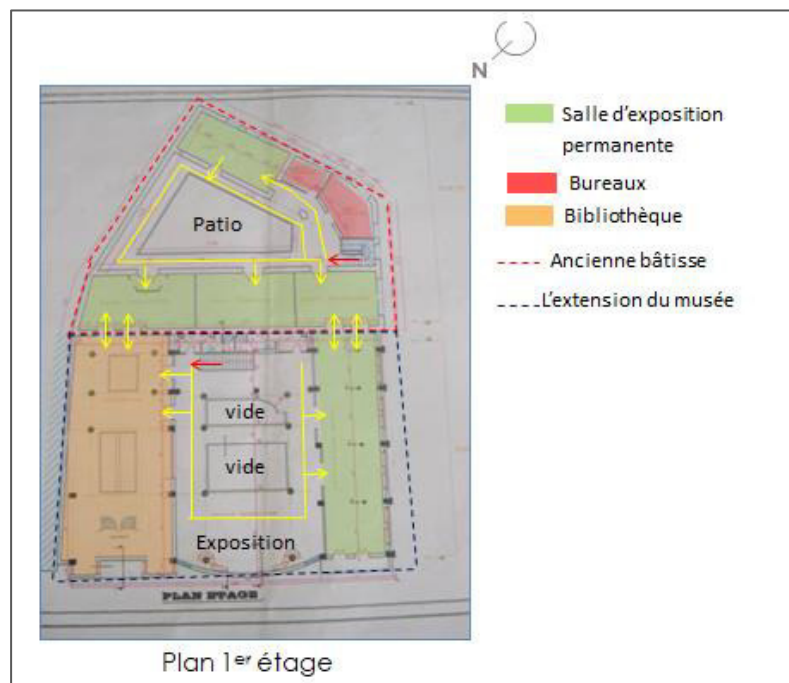 N
Salle d'exposition
permanente
Bureaux
Bibliothèque
Ancienne bâtisse
L'extension du musée
Patio
vide
vide
Exposition
PLAN ETAGE
Plan 1er étage